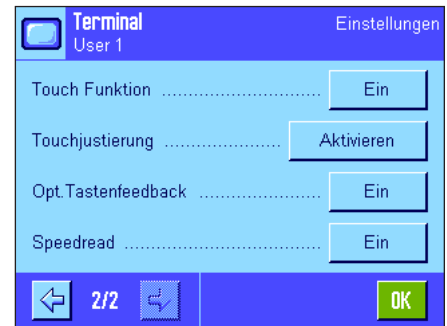 Terminal
User 1
Einstellungen
Touch Funktion .............................. Ein
Touchjustierung ...................... Aktivieren
Opt.Tastenfeedback ....................... Ein
Speedread ..................................... Ein
2/2
OK